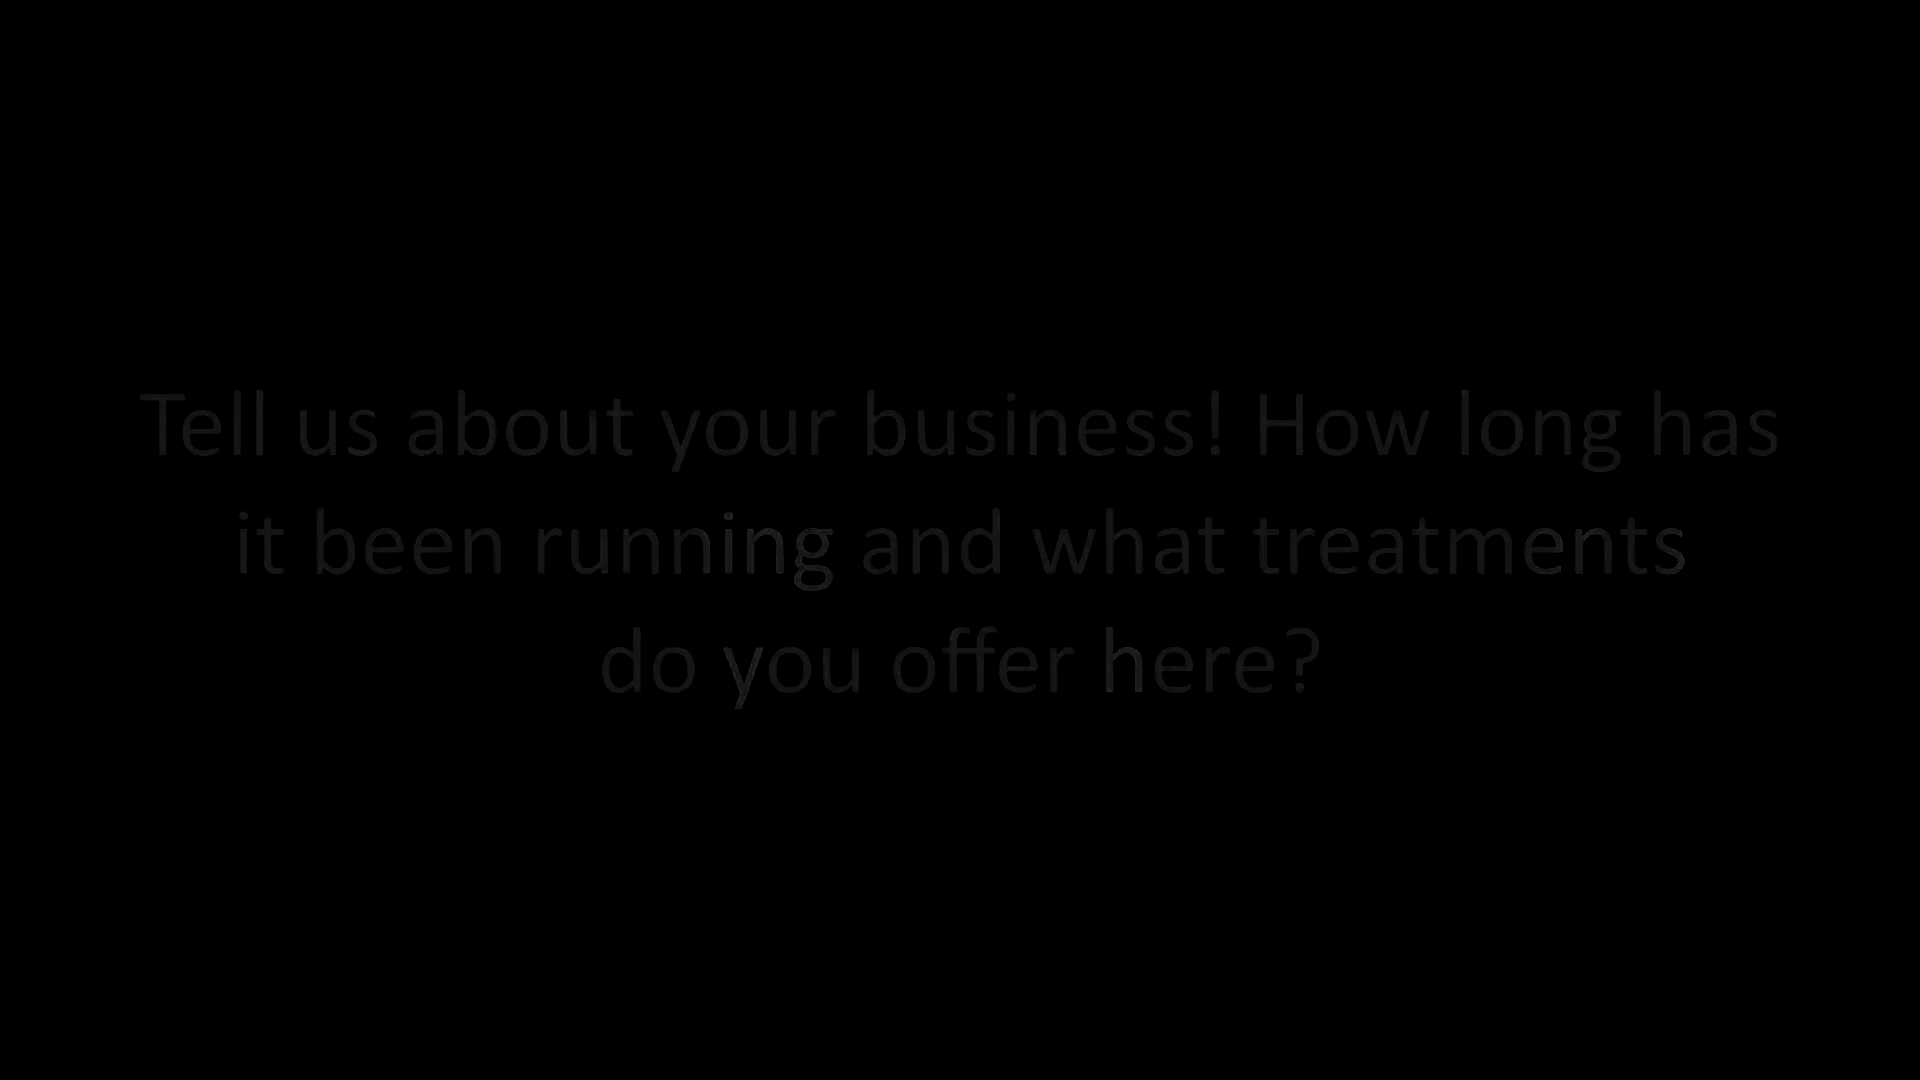 Tell us about your business! How long has
it been running and what treatments
do you offer here?